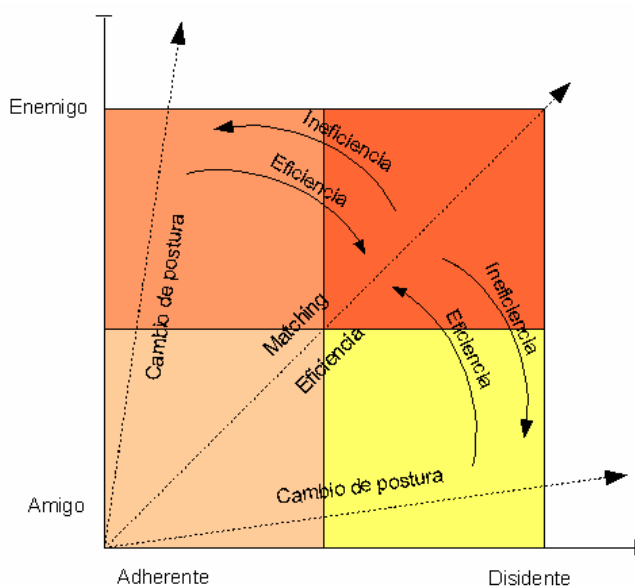 Enemigo
Ineficiencia
Eficiencia
Cambio de postura
Matching
Eficiencia
Ineficiencia
Eficiencia
Cambio de postura
Amigo
Adherente
Disidente